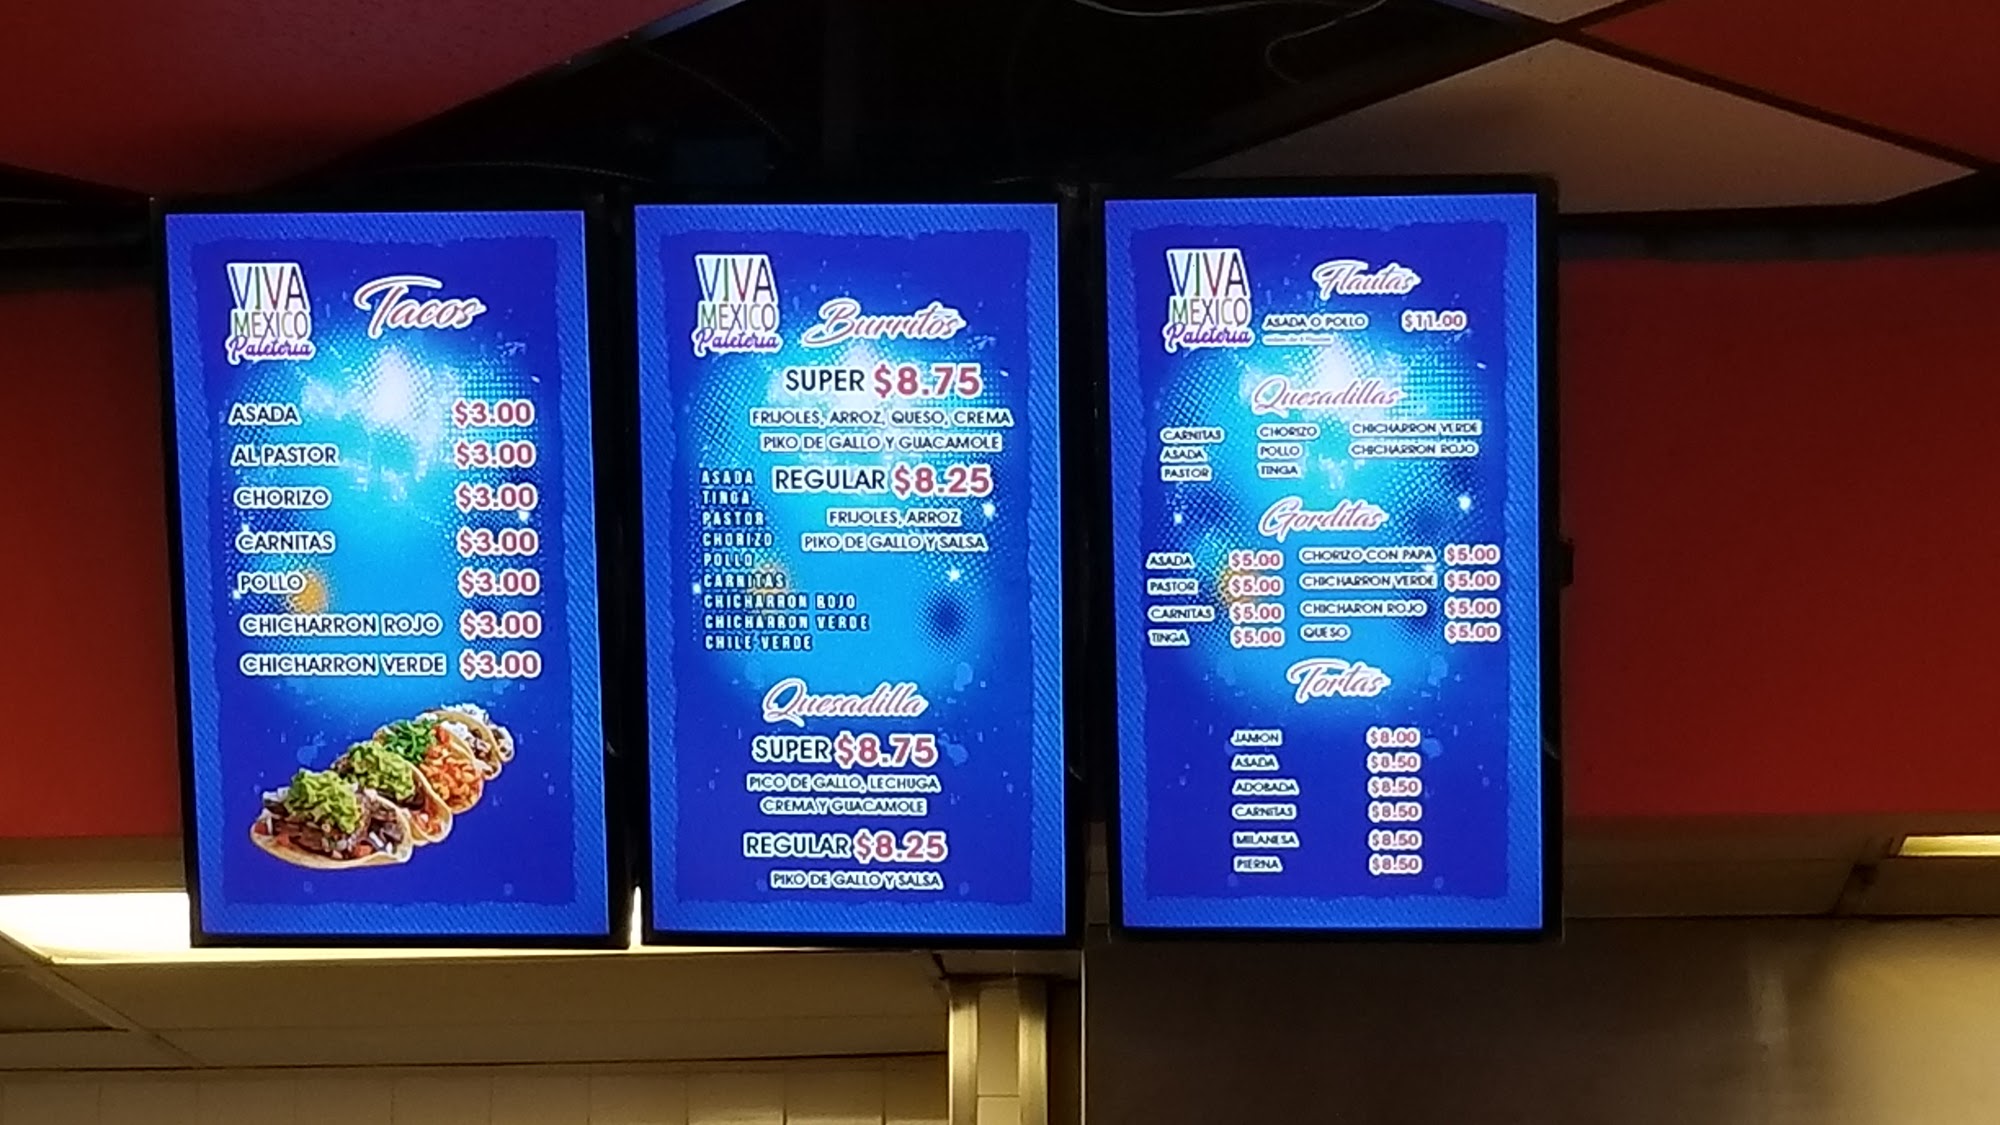 VIVA
MEXICO
Paleteria
Tacos
ASADA $3.00
AL PASTOR $3.00
CHORIZO $3.00
CARNITAS $3.00
POLLO $3.00
CHICHARRON ROJO $3.00
CHICHARRON VERDE $3.00
VIVA
MEXICO
Paleteria
Burritos
SUPER $8.75
FRIJOLES, ARROZ, QUESO, CREMA
PIKO DE GALLO Y GUACAMOLE
REGULAR $8.25
FRIJOLES, ARROZ
PIKO DE GALLO Y SALSA
ASADA
TINGA
PASTOR
CHORIZO
POLLO
CARNITAS
CHICHARRON ROJO
CHICHARRON VERDE
CHILE VERDE
Quesadilla
SUPER $8.75
PICO DE GALLO, LECHUGA
CREMA Y GUACAMOLE
REGULAR $8.25
PIKO DE GALLO Y SALSA
VIVA
MEXICO
Paleteria
Flautas
ASADA O POLLO $11.00
Quesadillas
CARNITAS CHORIZO CHICHARRON VERDE
ASADA POLLO CHICHARRON ROJO
PASTOR TINGA
Gorditas
ASADA $5.00 CHORIZO CON PAPA $5.00
PASTOR $5.00 CHICHARRON VERDE $5.00
CARNITAS $5.00 CHICHARON ROJO $5.00
TINGA $5.00 QUESO $5.00
Tortas
JAMON $8.00
ASADA $8.50
ADOBADA $8.50
CARNITAS $8.50
MILANESA $8.50
PIERNA $8.50